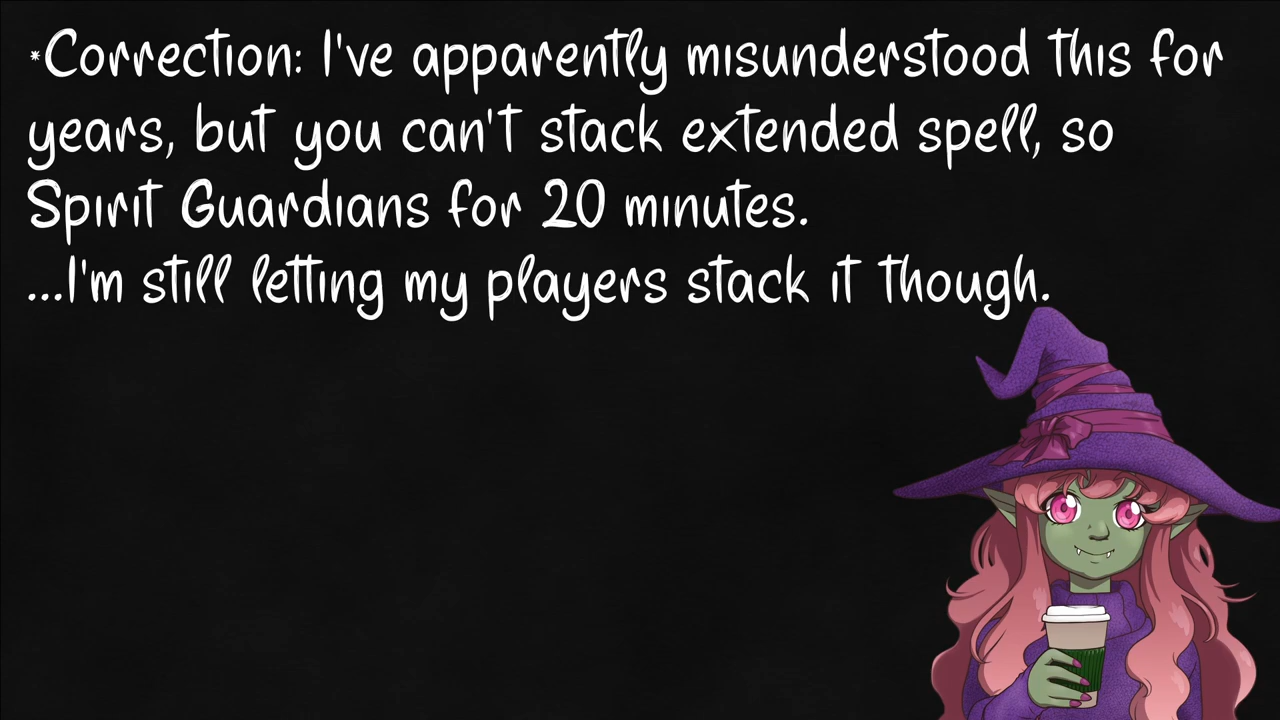 *Correction: I've apparently misunderstood this for
years, but you can't stack extended spell, so
Spirit Guardians for 20 minutes.
...I'm still letting my players stack it though.